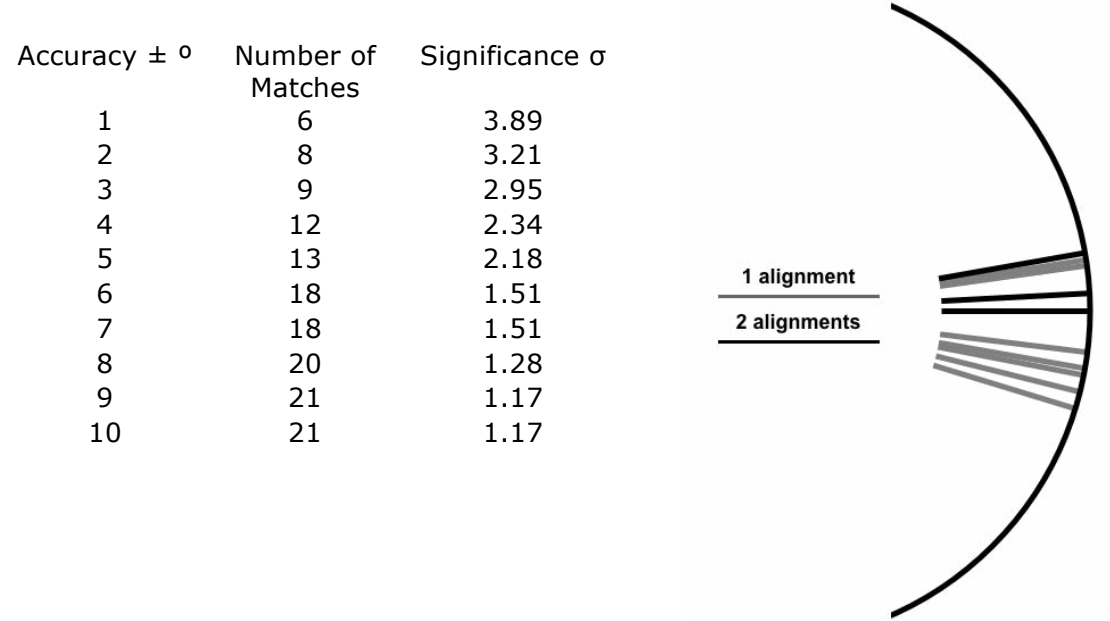 Accuracy ± º Number of Matches Significance σ
1 6 3.89
2 8 3.21
3 9 2.95
4 12 2.34
5 13 2.18
6 18 1.51
7 18 1.51
8 20 1.28
9 21 1.17
10 21 1.17
1 alignment
2 alignments